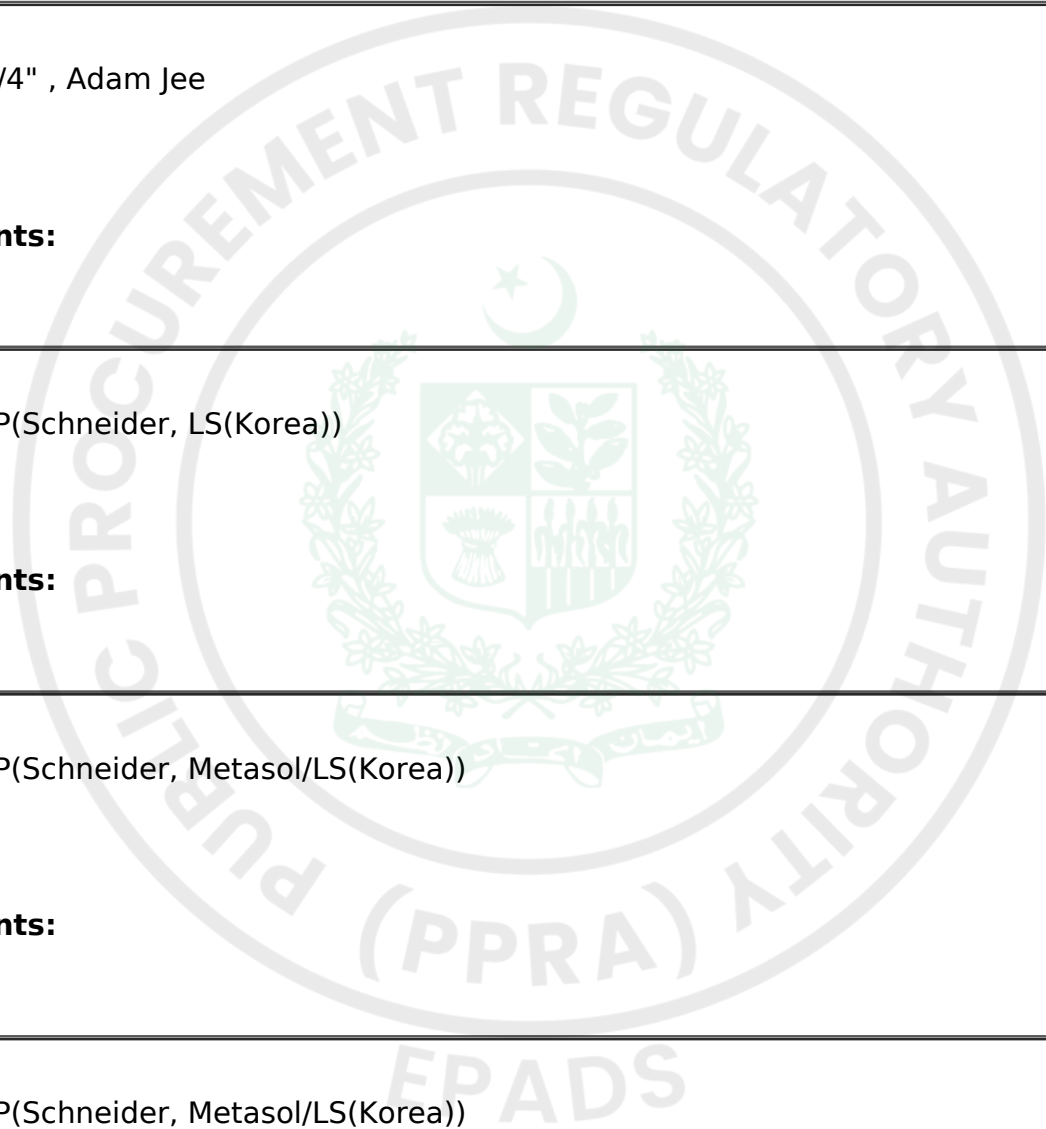 /4" , Adam Jee
nts:
P(Schneider, LS(Korea))
nts:
P(Schneider, Metasol/LS(Korea))
nts:
P(Schneider, Metasol/LS(Korea))
PUBLIC PROCUREMENT REGULATORY AUTHORITY
(PPRA)
EPADS